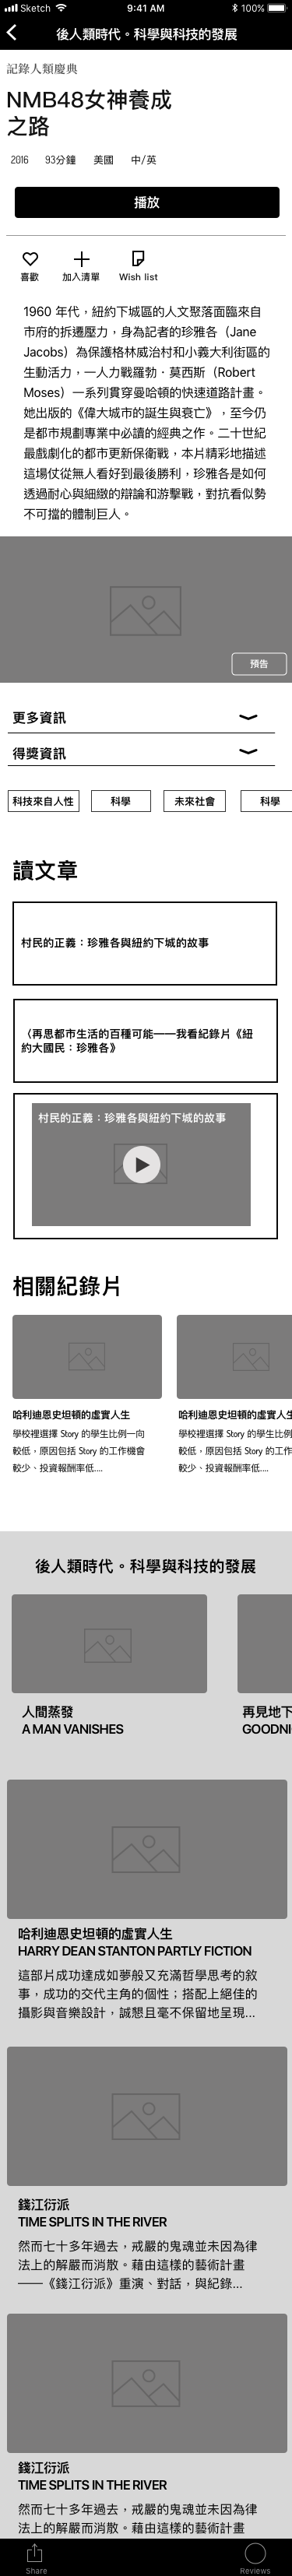 Sketch 9:41 AM 100%
後人類時代。科學與科技的發展
記錄人類慶典
NMB48女神養成
之路
2016 93分鐘 美國 中/英
播放
喜歡 加入清單 Wish list
1960 年代，紐約下城區的人文聚落面臨來自
市府的拆遷壓力，身為記者的珍雅各（Jane
Jacobs）為保護格林威治村和小義大利街區的
生動活力，一人力戰羅勃．莫西斯（Robert
Moses）一系列貫穿曼哈頓的快速道路計畫。
她出版的《偉大城市的誕生與衰亡》，至今仍
是都市規劃專業中必讀的經典之作。二十世紀
最戲劇化的都市更新保衛戰，本片精彩地描述
這場仗從無人看好到最後勝利，珍雅各是如何
透過耐心與細緻的辯論和游擊戰，對抗看似勢
不可擋的體制巨人。
預告
更多資訊
得獎資訊
科技來自人性 科學 未來社會 科學
讀文章
村民的正義：珍雅各與紐約下城的故事
〈再思都市生活的百種可能——我看紀錄片《紐
約大國民：珍雅各》
村民的正義：珍雅各與紐約下城的故事
相關紀錄片
哈利迪恩史坦頓的虛實人生 哈利迪恩史坦頓的虛實人生
學校裡選擇 Story 的學生比例一向 學校裡選擇 Story 的學生比例
較低，原因包括 Story 的工作機會 較低，原因包括 Story 的工作
較少、投資報酬率低.... 較少、投資報酬率低....
後人類時代。科學與科技的發展
人間蒸發 再見地下
A MAN VANISHES GOODNI
哈利迪恩史坦頓的虛實人生
HARRY DEAN STANTON PARTLY FICTION
這部片成功達成如夢般又充滿哲學思考的敘
事，成功的交代主角的個性；搭配上絕佳的
攝影與音樂設計，誠懇且毫不保留地呈現...
錢江衍派
TIME SPLITS IN THE RIVER
然而七十多年過去，戒嚴的鬼魂並未因為律
法上的解嚴而消散。藉由這樣的藝術計畫
——《錢江衍派》重演、對話，與紀錄...
錢江衍派
TIME SPLITS IN THE RIVER
然而七十多年過去，戒嚴的鬼魂並未因為律
法上的解嚴而消散。藉由這樣的藝術計畫
Share Reviews